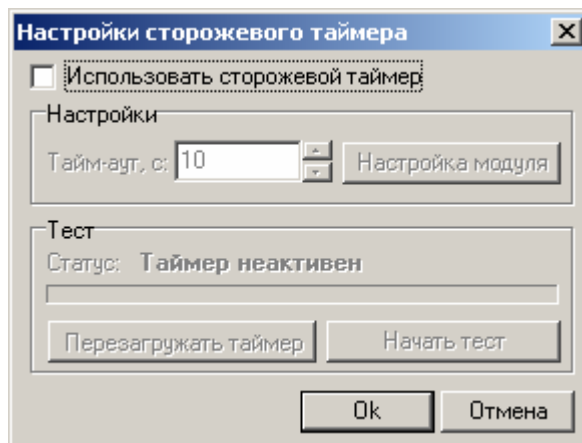 Настройки сторожевого таймера
Использовать сторожевой таймер
Настройки
Тайм-аут, с: 10 Настройка модуля
Тест
Статус: Таймер неактивен
Перезагружать таймер Начать тест
Ok Отмена